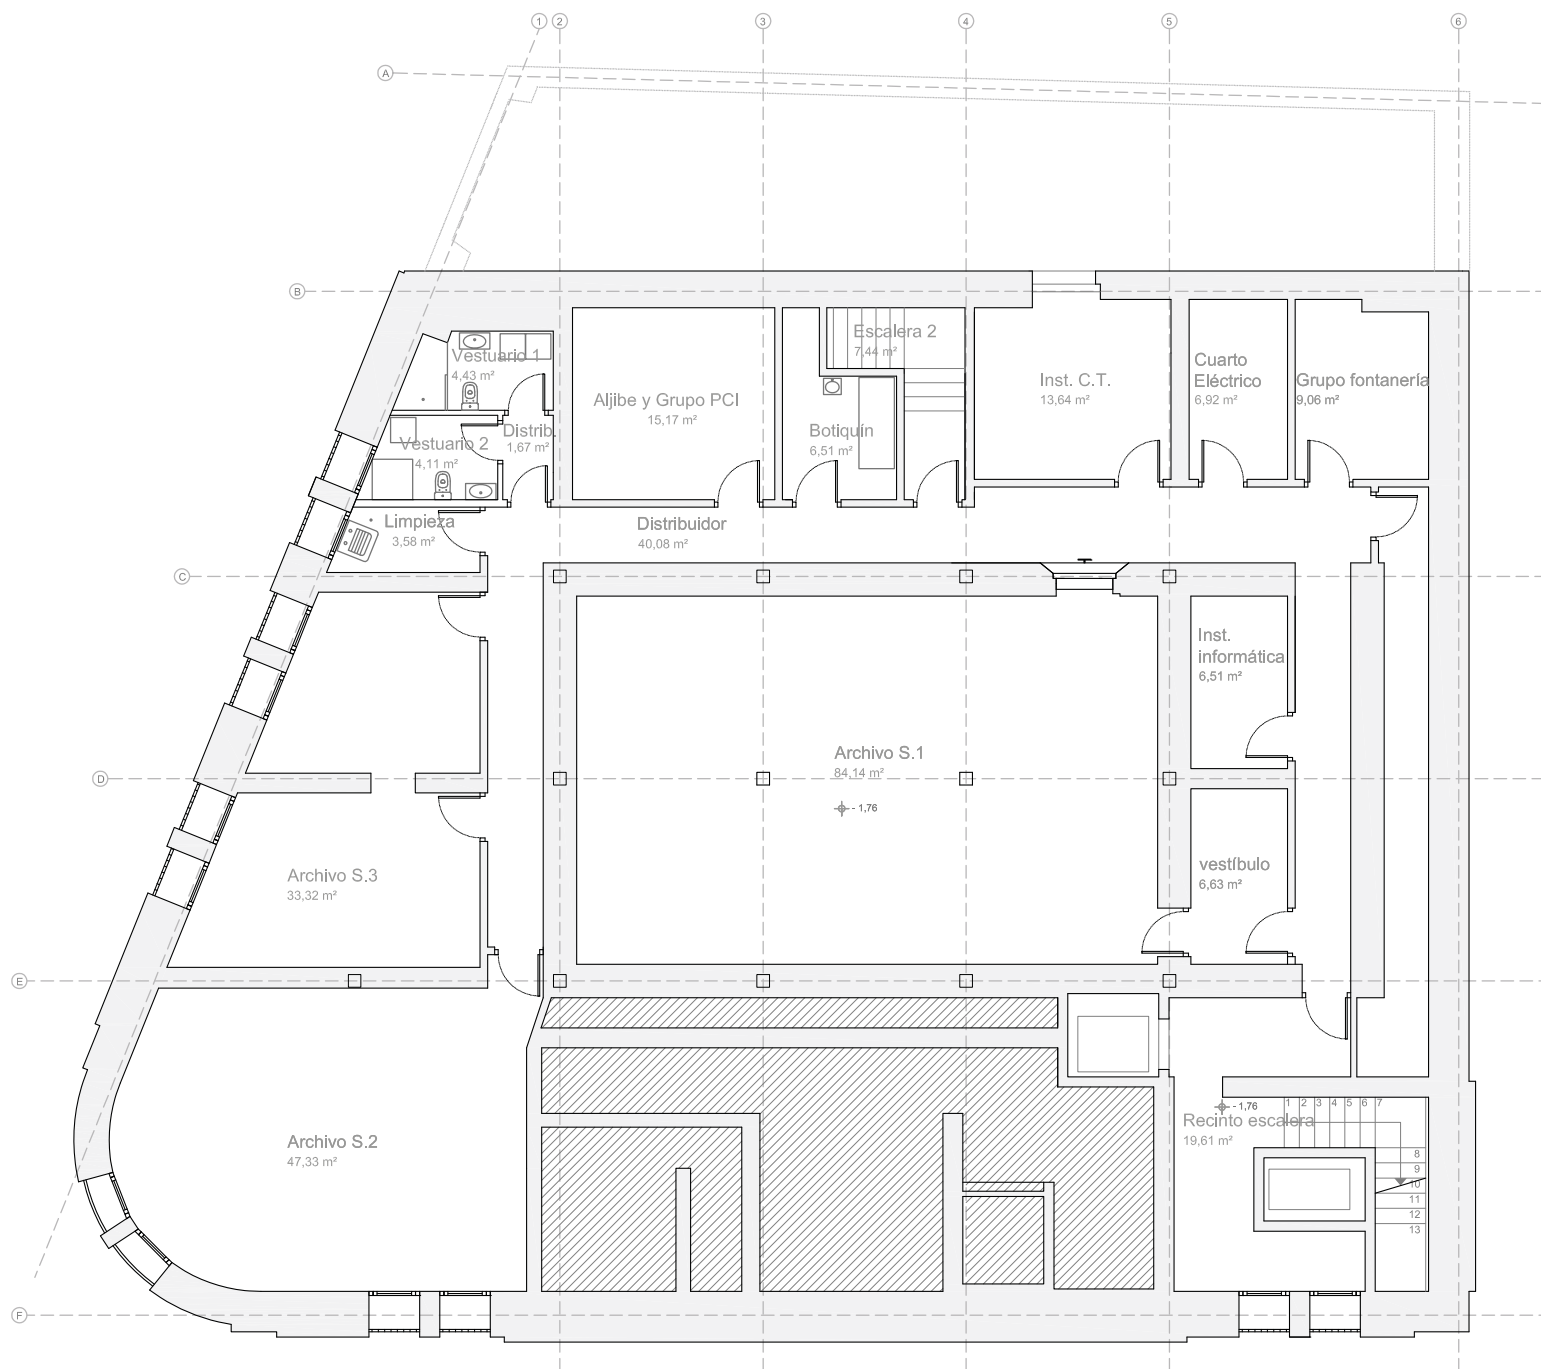 1
2
3
4
5
6
A
B
Escalera 2
7,44 m²
Vestuario 1
4,43 m²
Cuarto
Eléctrico
6,92 m²
Inst. C.T.
13,64 m²
Grupo fontanería
9,06 m²
Aljibe y Grupo PCI
15,17 m²
Botiquín
6,51 m²
Distrib.
1,67 m²
Vestuario 2
4,11 m²
Limpieza
3,58 m²
Distribuidor
40,08 m²
C
Inst.
informática
6,51 m²
Archivo S.1
84,14 m²
- 1,76
D
Archivo S.3
33,32 m²
vestíbulo
6,63 m²
E
1 2 3 4 5 6 7
- 1,76
Recinto escalera
19,61 m²
Archivo S.2
47,33 m²
8
9
10
11
12
13
F